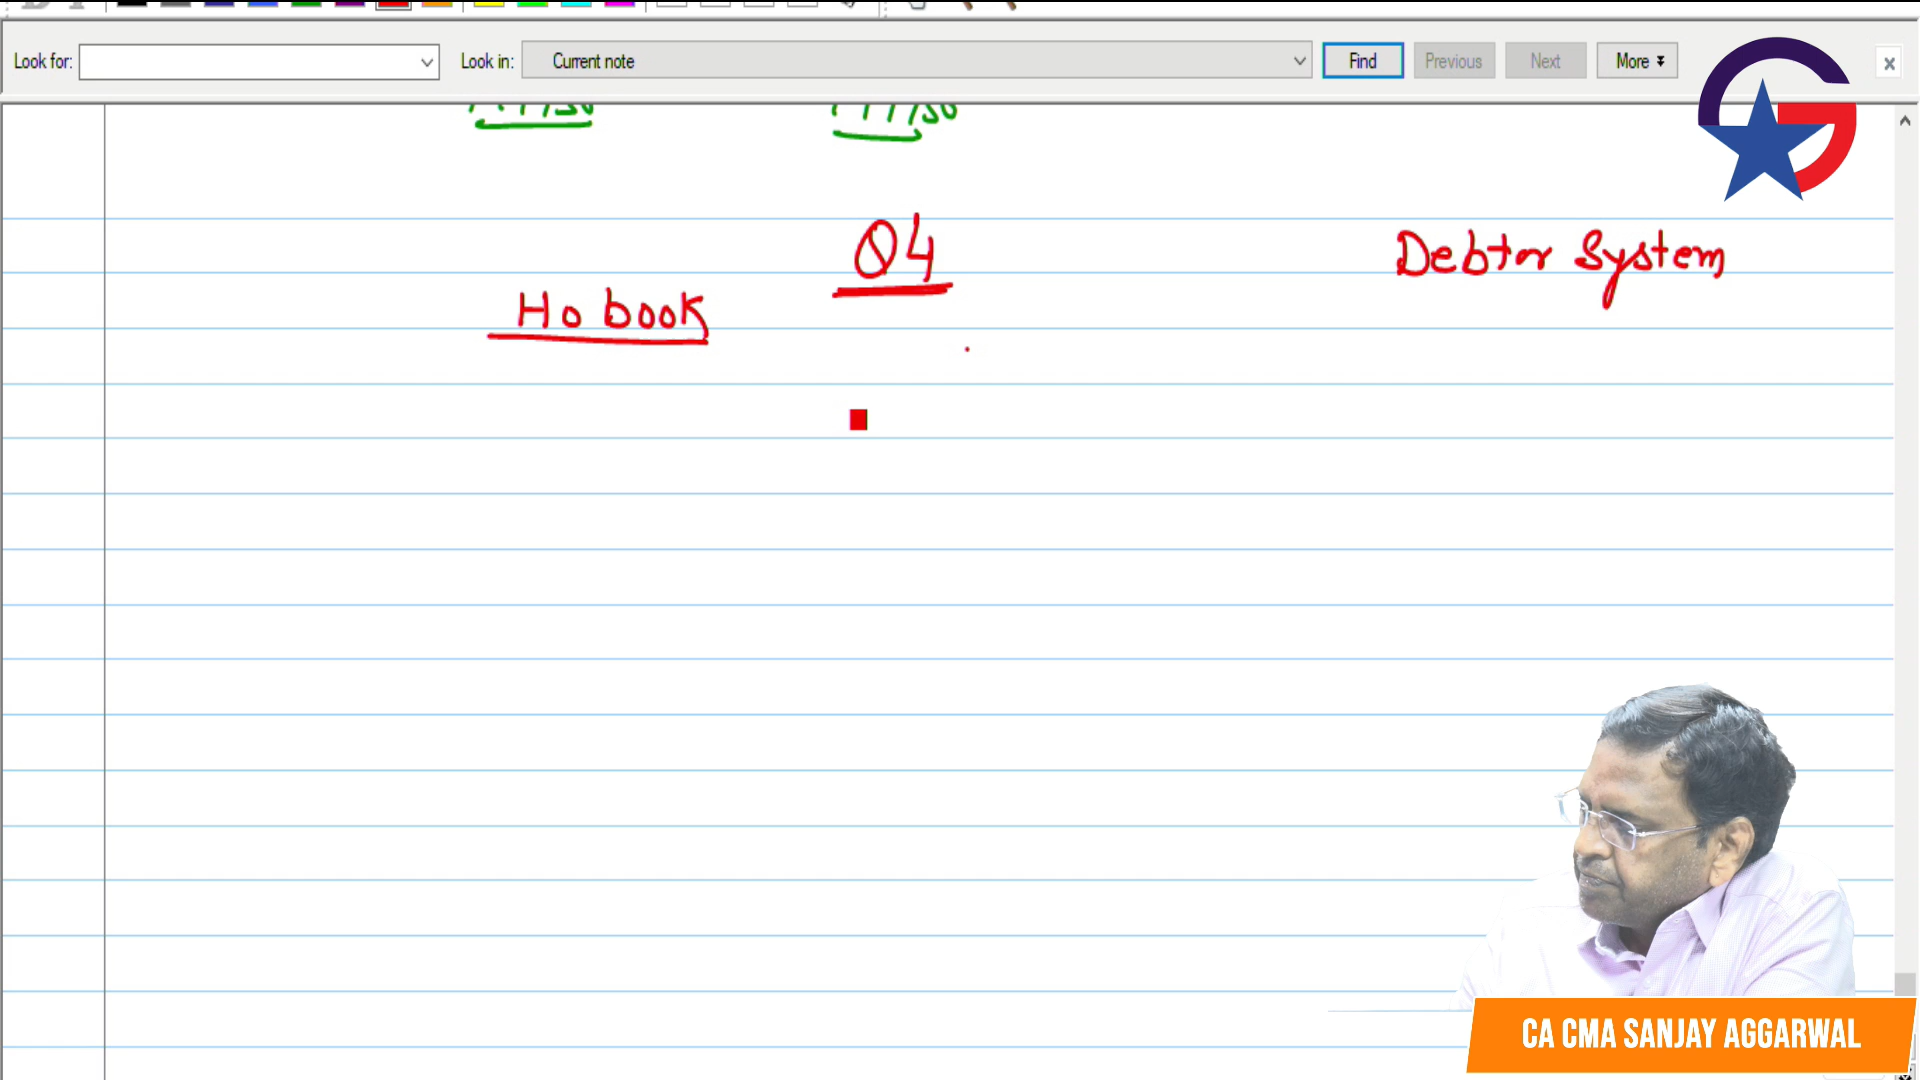 Look for:
Look in: Current note
Find Previous Next More
Q4
Debtor System
Ho book
CA CMA SANJAY AGGARWAL